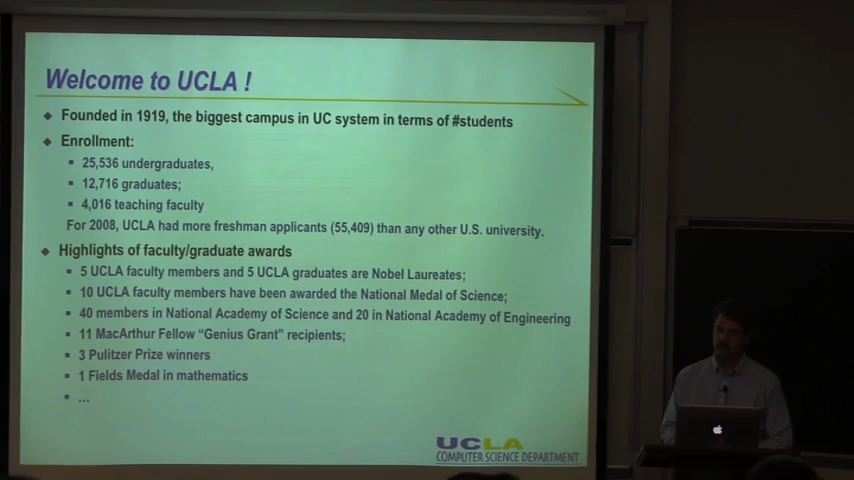 Welcome to UCLA !
Founded in 1919, the biggest campus in UC system in terms of #students
Enrollment:
25,536 undergraduates,
12,716 graduates;
4,016 teaching faculty
For 2008, UCLA had more freshman applicants (55,409) than any other U.S. university.
Highlights of faculty/graduate awards
5 UCLA faculty members and 5 UCLA graduates are Nobel Laureates;
10 UCLA faculty members have been awarded the National Medal of Science;
40 members in National Academy of Science and 20 in National Academy of Engineering
11 MacArthur Fellow “Genius Grant” recipients;
3 Pulitzer Prize winners
1 Fields Medal in mathematics
...
UCLA
COMPUTER SCIENCE DEPARTMENT